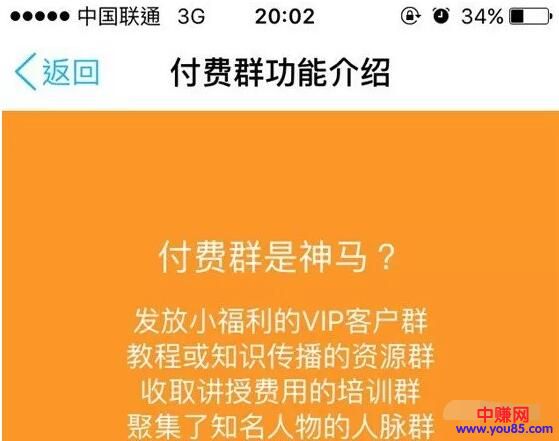 中国联通 3G 20:02 34%
返回 付费群功能介绍
付费群是神马？
发放小福利的VIP客户群
教程或知识传播的资源群
收取讲授费用的培训群
聚集了知名人物的人脉群
中赚网
www.you85.com